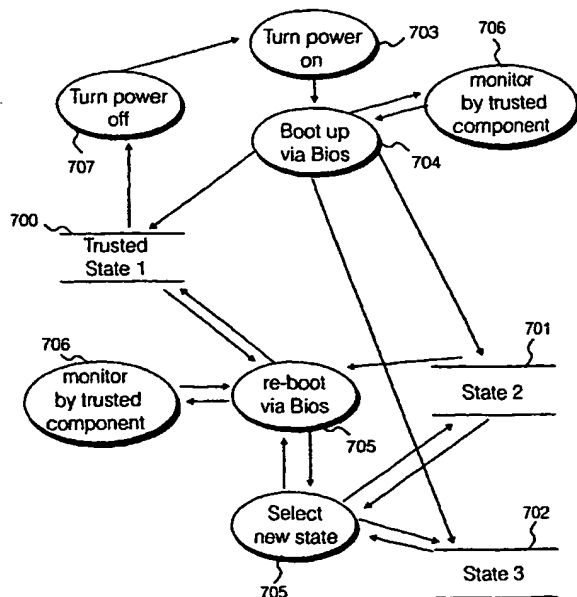 Turn power
on
703
706
monitor
by trusted
component
Turn power
off
707
Boot up
via Bios
704
700
Trusted
State 1
701
State 2
706
monitor
by trusted
component
re-boot
via Bios
705
Select
new state
705
702
State 3